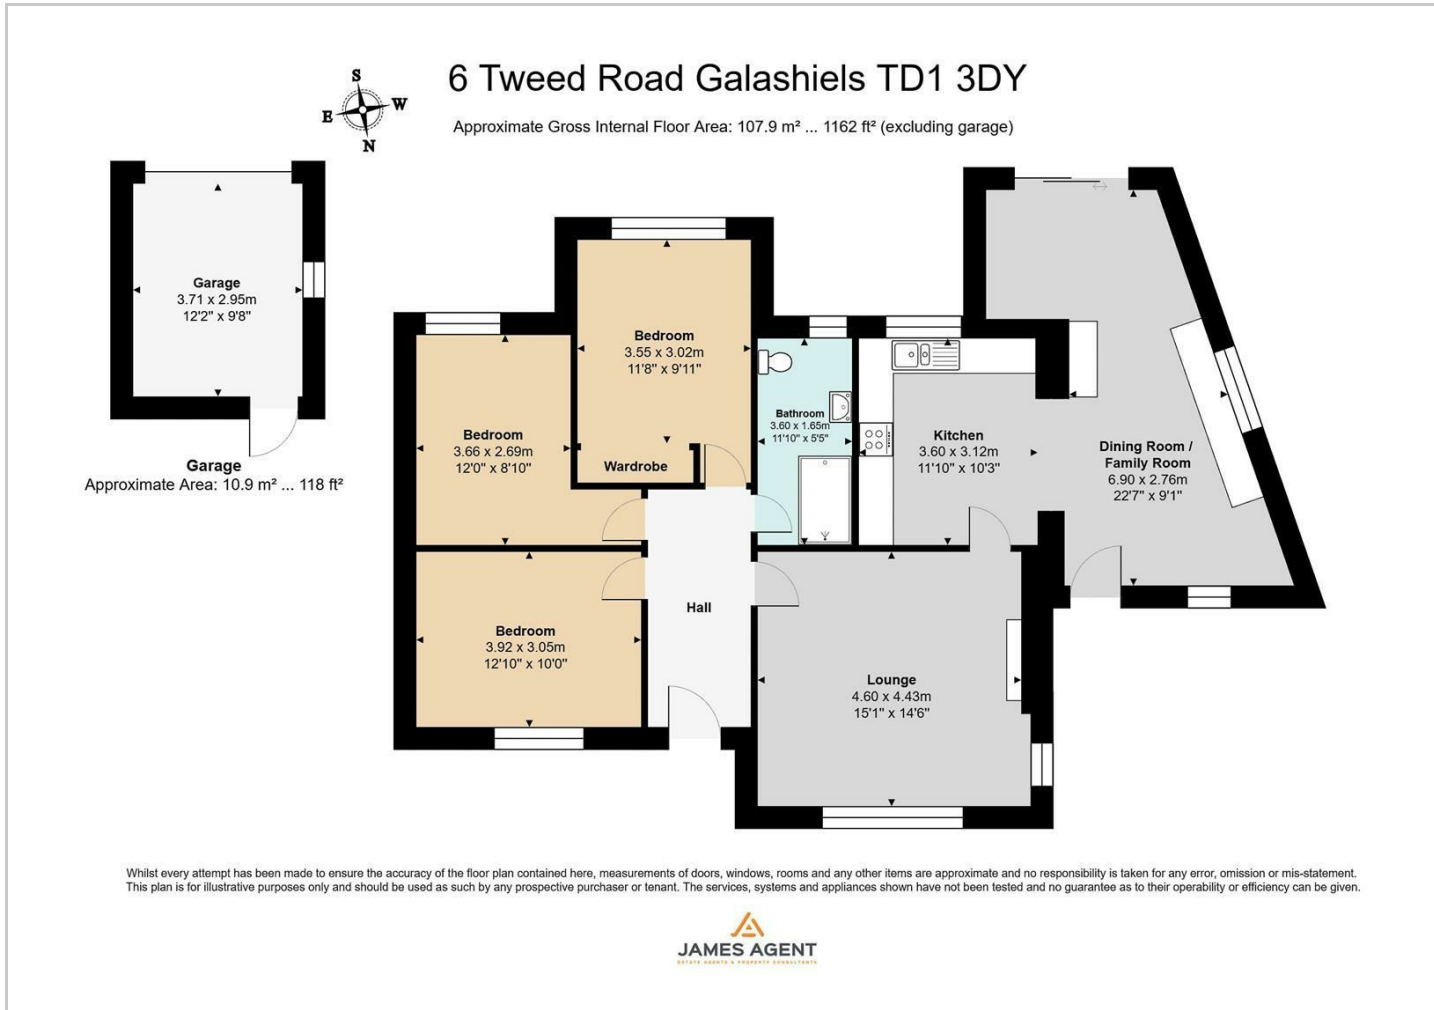 6 Tweed Road Galashiels TD1 3DY
Approximate Gross Internal Floor Area: 107.9 m² ... 1162 ft² (excluding garage)
S
W
E
N
Garage
3.71 x 2.95m
12'2" x 9'8"
Garage
Approximate Area: 10.9 m² ... 118 ft²
Bedroom
3.55 x 3.02m
11'8" x 9'11"
Wardrobe
Bedroom
3.66 x 2.69m
12'0" x 8'10"
Bathroom
3.60 x 1.65m
11'10" x 5'5"
Kitchen
3.60 x 3.12m
11'10" x 10'3"
Dining Room /
Family Room
6.90 x 2.76m
22'7" x 9'1"
Bedroom
3.92 x 3.05m
12'10" x 10'0"
Hall
Lounge
4.60 x 4.43m
15'1" x 14'6"
Whilst every attempt has been made to ensure the accuracy of the floor plan contained here, measurements of doors, windows, rooms and any other items are approximate and no responsibility is taken for any error, omission or mis-statement.
This plan is for illustrative purposes only and should be used as such by any prospective purchaser or tenant. The services, systems and appliances shown have not been tested and no guarantee as to their operability or efficiency can be given.
JAMES AGENT
ESTATE AGENTS & PROPERTY CONSULTANTS